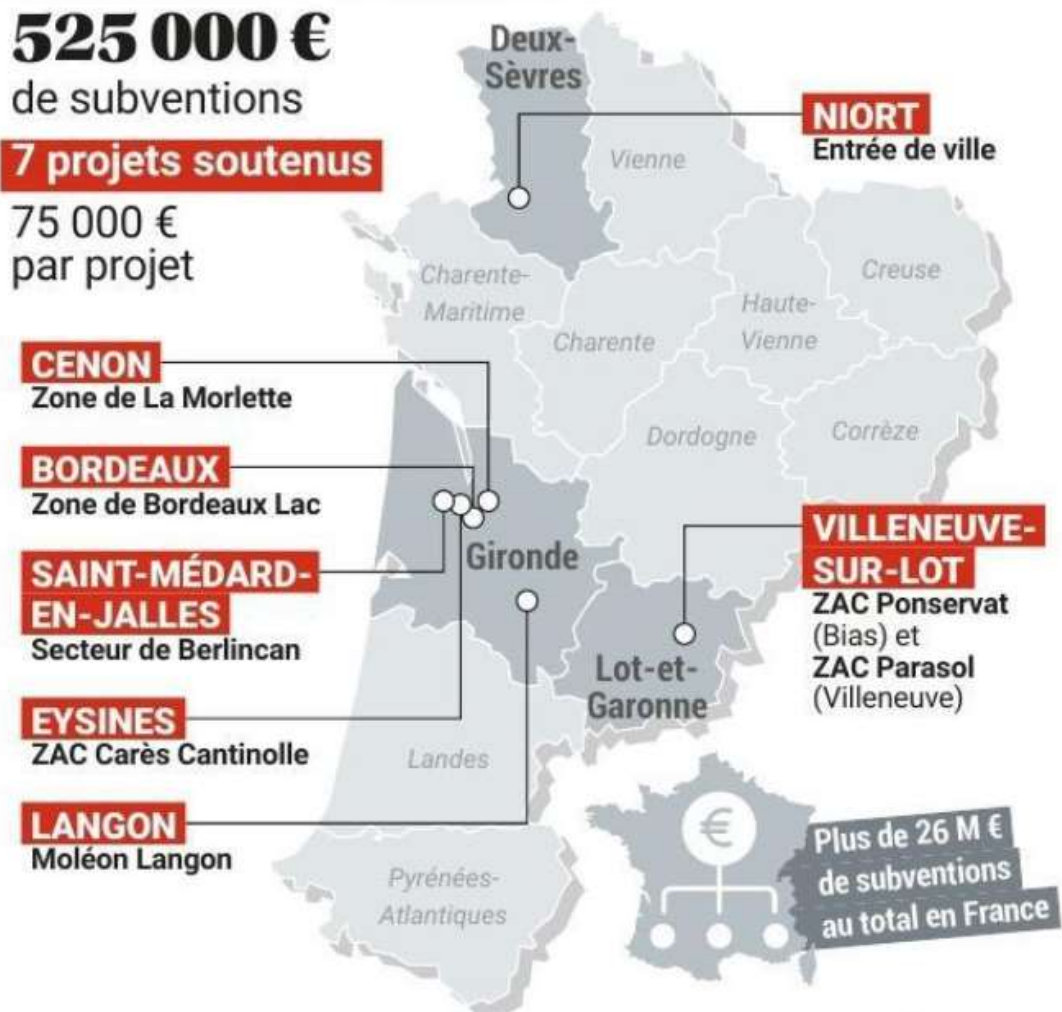 525 000 €
de subventions
7 projets soutenus
75 000 €
par projet
Deux-
Sèvres
NIORT
Entrée de ville
Vienne
Charente-
Maritime
Charente
Haute-
Vienne
Creuse
CENON
Zone de La Morlette
BORDEAUX
Zone de Bordeaux Lac
SAINT-MÉDARD-
EN-JALLES
Secteur de Berlincan
EYSINES
ZAC Carès Cantinolle
LANGON
Moléon Langon
Dordogne
Corrèze
Gironde
Lot-et-
Garonne
VILLENEUVE-
SUR-LOT
ZAC Ponservat
(Bias) et
ZAC Parasol
(Villeneuve)
Landes
Pyrénées-
Atlantiques
€
Plus de 26 M €
de subventions
au total en France